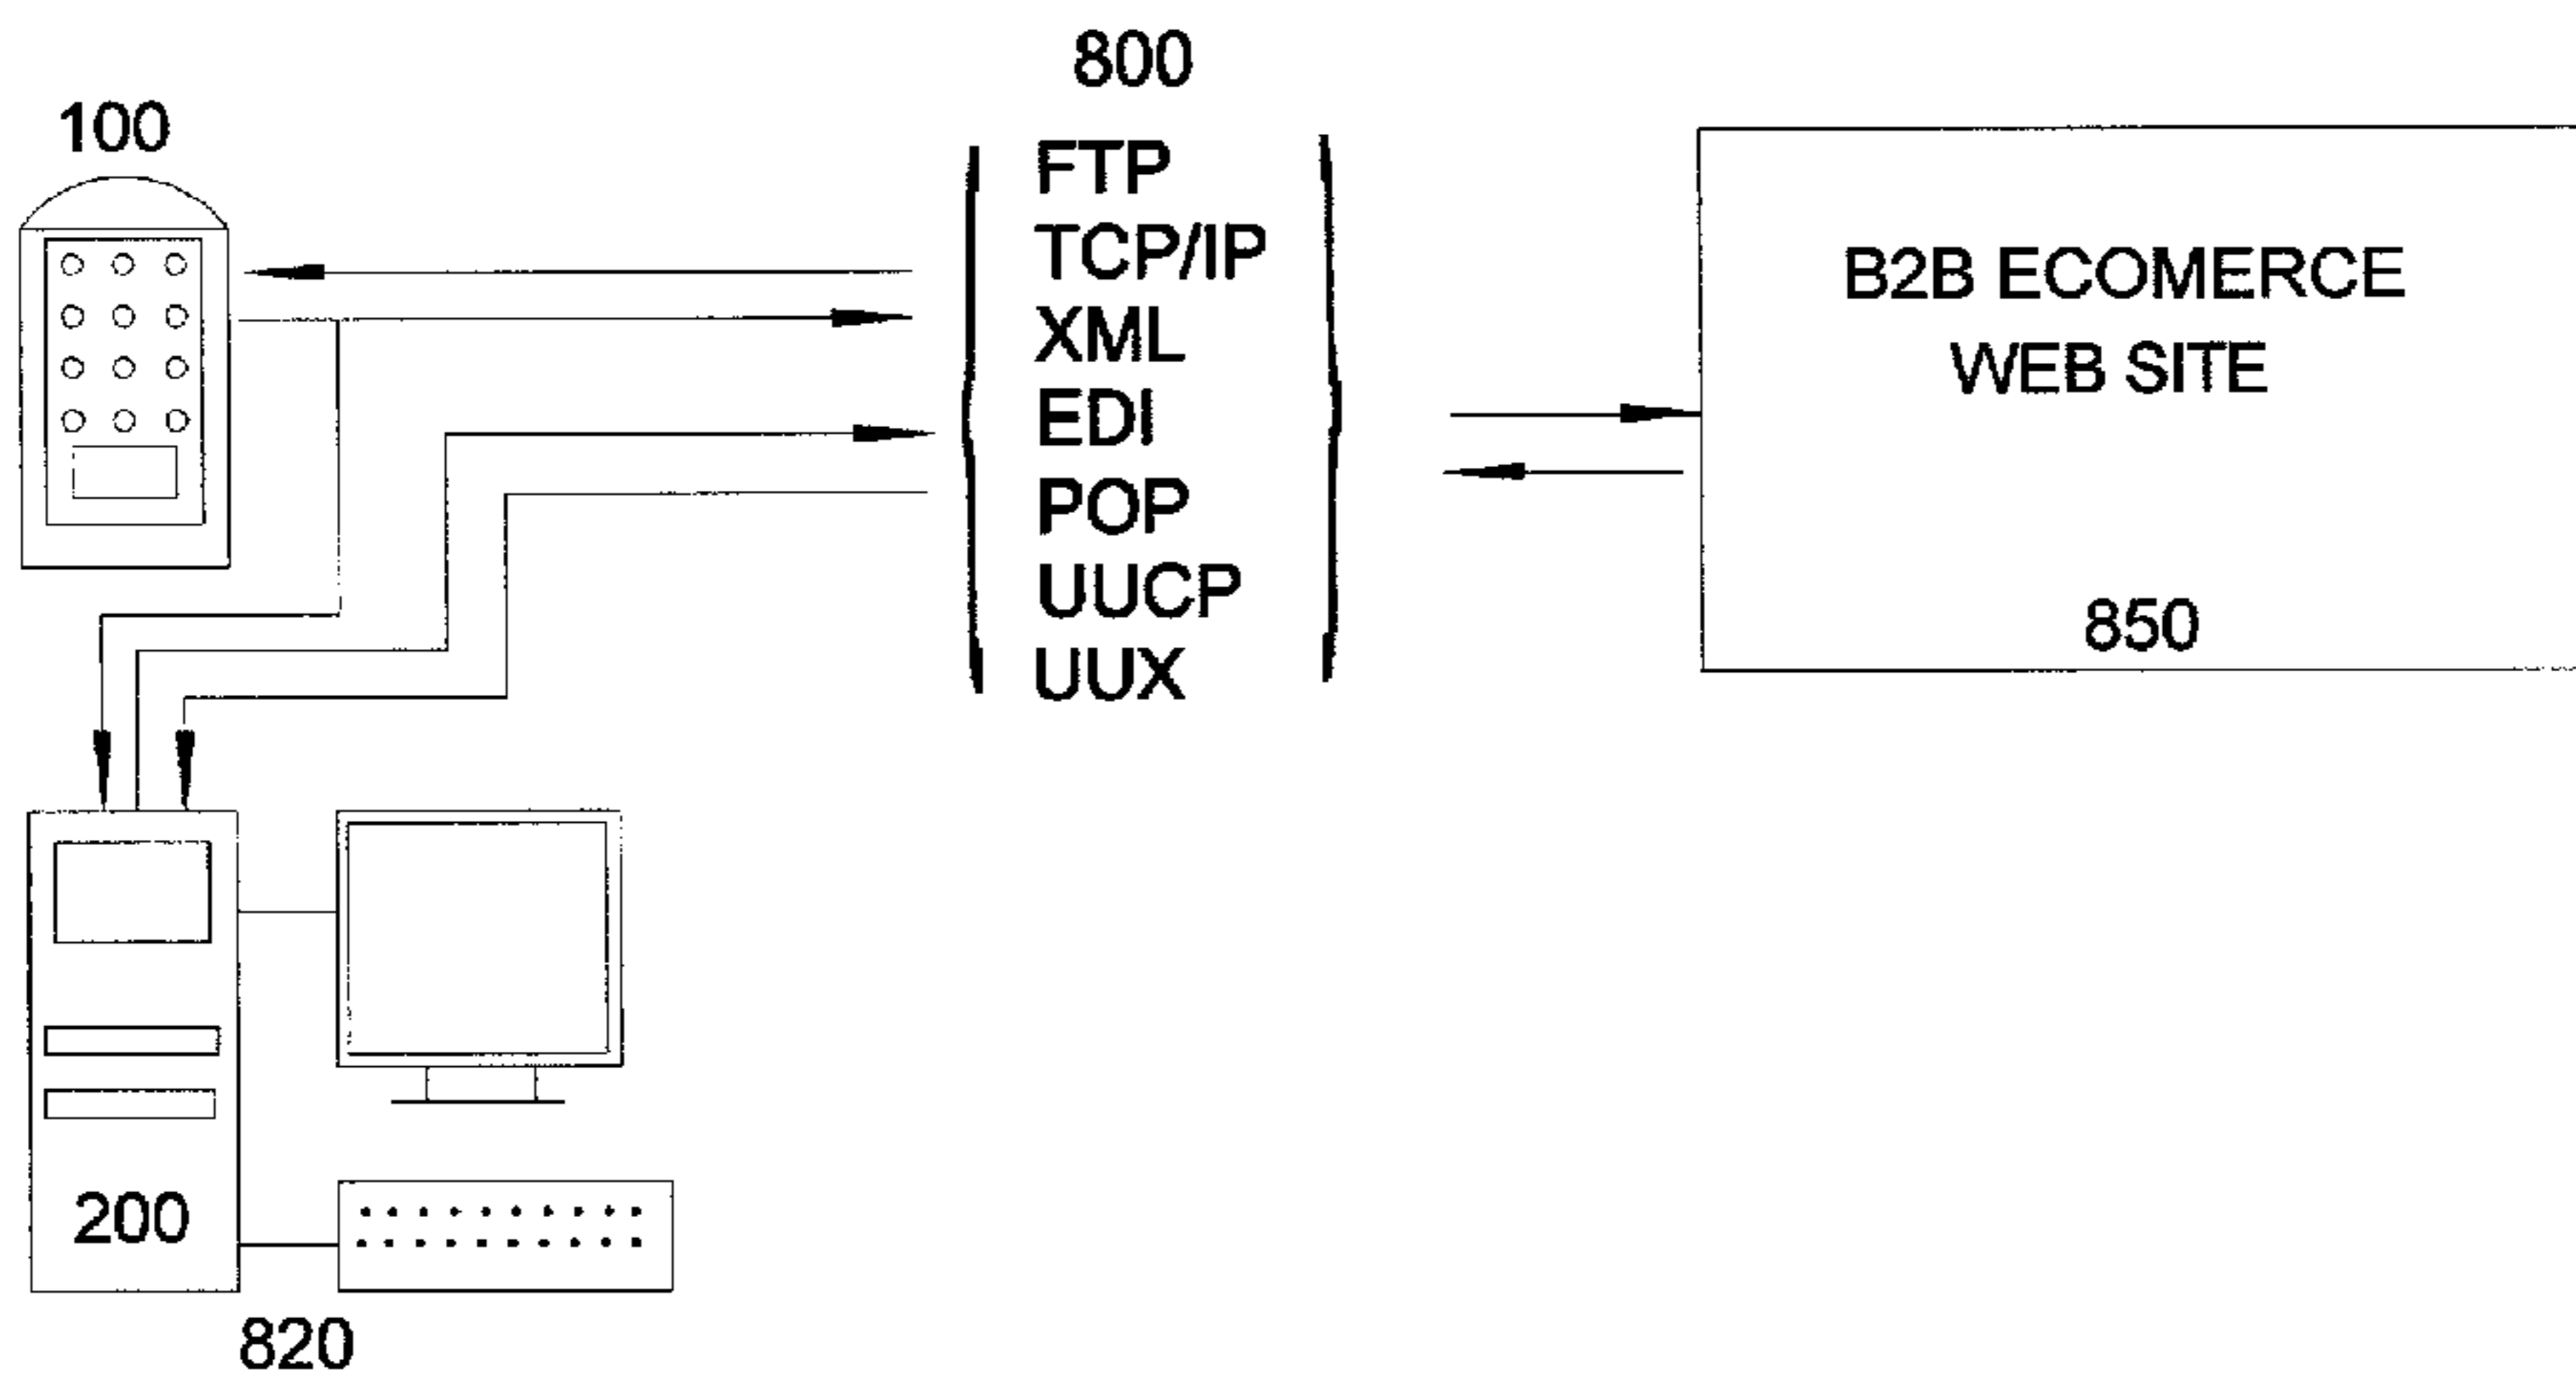 800
100
FTP
TCP/IP
XML
EDI
POP
UUCP
UUX
B2B ECOMERCE
WEB SITE
850
200
820